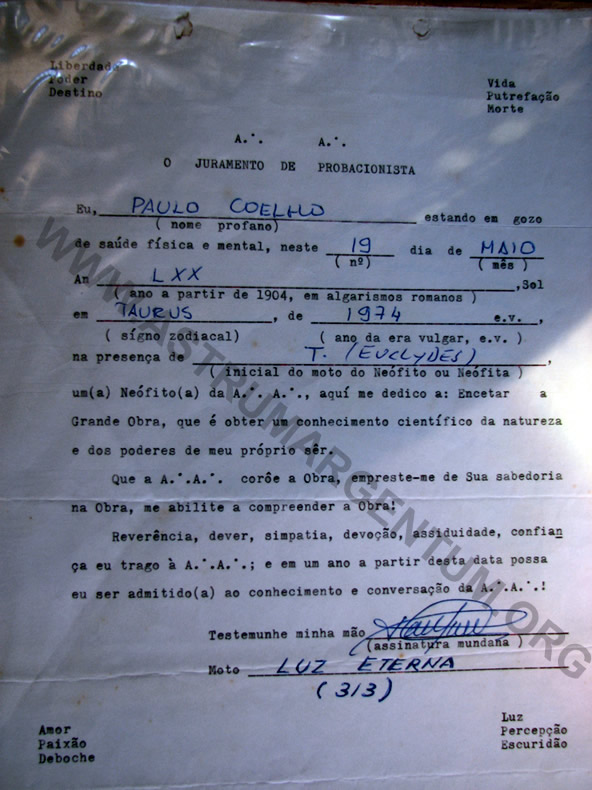 Liberdade
Poder
Destino
Vida
Putrefação
Morte
A.˙. A.˙.
O JURAMENTO DE PROBACIONISTA
Eu, PAULO COELHO estando em gozo
( nome profano)
de saúde física e mental, neste 19 dia de MAIO
( nº) ( mês )
An LXX ,Sol
( ano a partir de 1904, em algarismos romanos )
em TAURUS , de 1974 e.v. ,
( sígno zodiacal) ( ano da era vulgar, e.v. )
na presença de T. (EUCLYDES) ,
( inicial do moto do Neófito ou Neófita )
um(a) Neófito(a) da A.˙. A.˙., aquí me dedico a: Encetar a
Grande Obra, que é obter um conhecimento científico da natureza
e dos poderes de meu próprio sêr.
Que a A.˙.A.˙. corôe a Obra, empreste-me de Sua sabedoria
na Obra, me abilite a compreender a Obra!
Reverência, dever, simpatia, devoção, assiduidade, confian
ça eu trago à A.˙.A.˙.; e em um ano a partir desta data possa
eu ser admitido(a) ao conhecimento e conversação da A.˙.A.˙.!
Testemunhe minha mão
(assinatura mundana )
Moto LUZ ETERNA
(313)
Amor
Paixão
Deboche
Luz
Percepção
Escuridão
WWW.ASTRUMARGENTUM.ORG